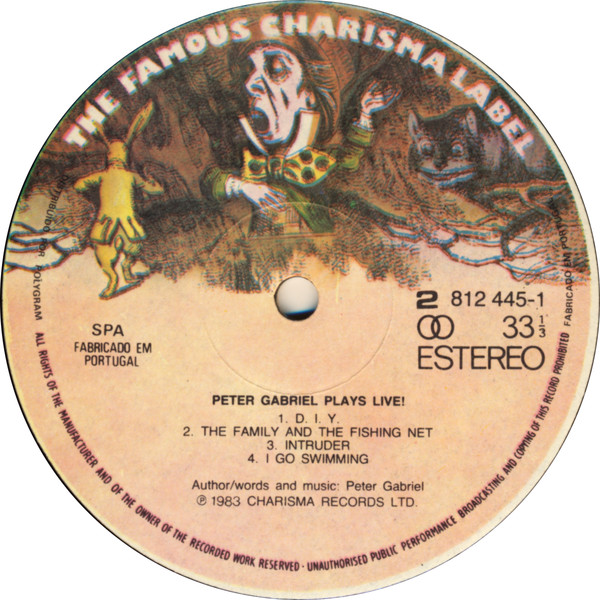 THE FAMOUS CHARISMA LABEL
DISTRIBUIDO POR POLYGRAM
SPA
FABRICADO EM
PORTUGAL
2 812 445-1
33 1/3
ESTEREO
FABRICADO EM PORTUGAL
PETER GABRIEL PLAYS LIVE!
1. D. I. Y.
2. THE FAMILY AND THE FISHING NET
3. INTRUDER
4. I GO SWIMMING
Author/words and music: Peter Gabriel
℗ 1983 CHARISMA RECORDS LTD.
ALL RIGHTS OF THE MANUFACTURER AND OF THE OWNER OF THE RECORDED WORK RESERVED · UNAUTHORISED PUBLIC PERFORMANCE BROADCASTING AND COPYING OF THIS RECORD PROHIBITED